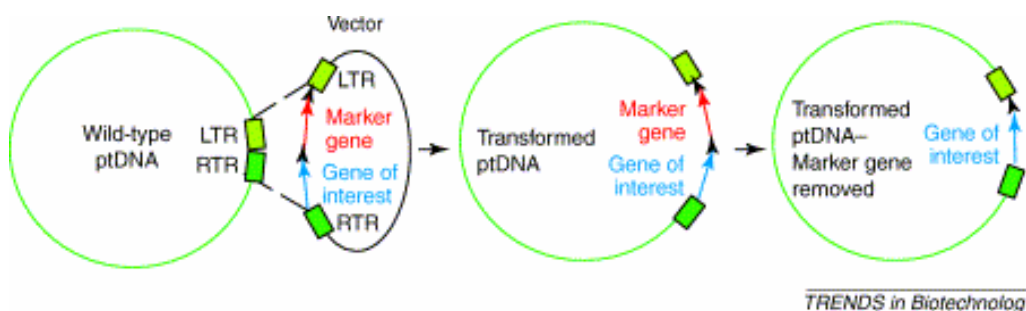 Vector
LTR
Wild-type
ptDNA
LTR
RTR
Marker
gene
Gene of
interest
RTR
Transformed
ptDNA
Marker
gene
Gene of
interest
Transformed
ptDNA–
Marker gene
removed
Gene of
interest
TRENDS in Biotechnolog